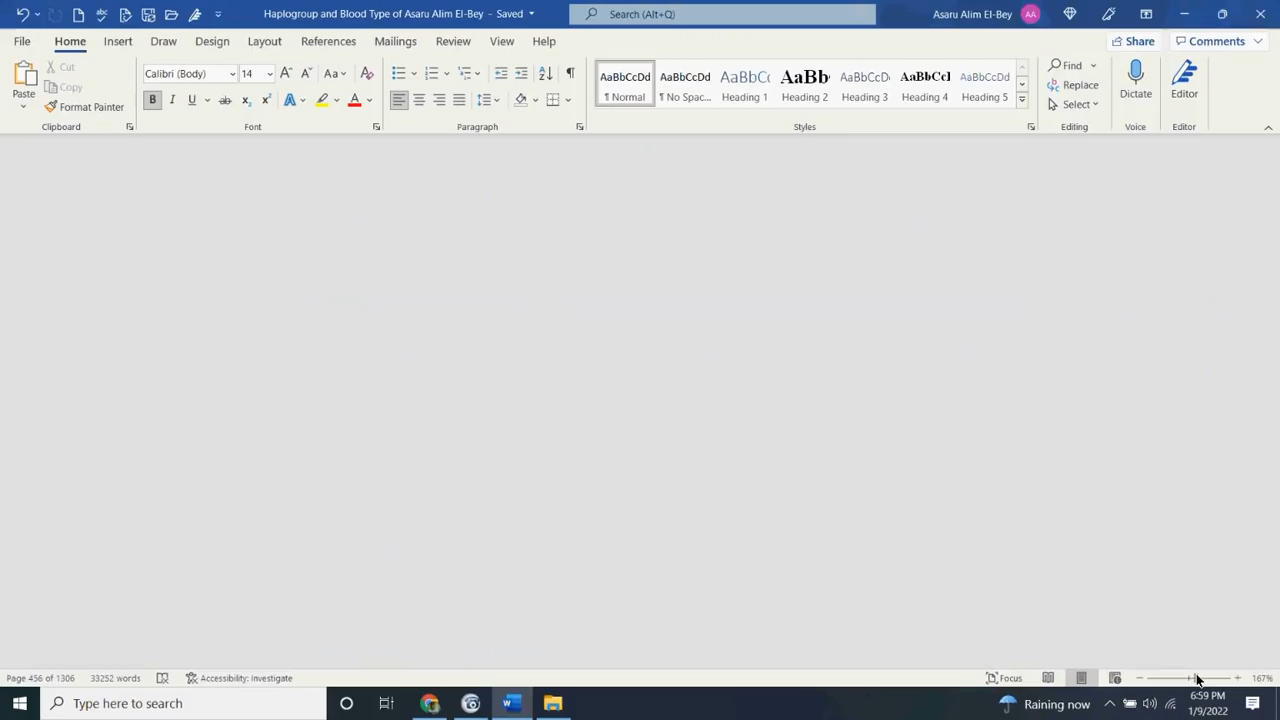 Haplogroup and Blood Type of Asaru Alim El-Bey – Saved
Search (Alt+Q)
Asaru Alim El-Bey
AA
File Home Insert Draw Design Layout References Mailings Review View Help
Share Comments
Paste
Cut
Copy
Format Painter
Clipboard
Calibri (Body) 14
Font
Paragraph
AaBbCcDd
¶ Normal
AaBbCcDd
¶ No Spac...
AaBbCc
Heading 1
AaBb
Heading 2
AaBbCcD
Heading 3
AaBbCcI
Heading 4
AaBbCcDd
Heading 5
Styles
Find
Replace
Select
Editing
Dictate
Voice
Editor
Editor
Page 456 of 1306 33252 words Accessibility: Investigate
Focus 167%
Type here to search
Raining now
6:59 PM
1/9/2022